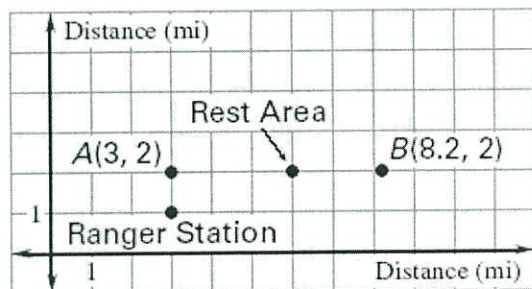 Distance (mi)
Rest Area
A(3, 2)
B(8.2, 2)
1
Ranger Station
1
Distance (mi)